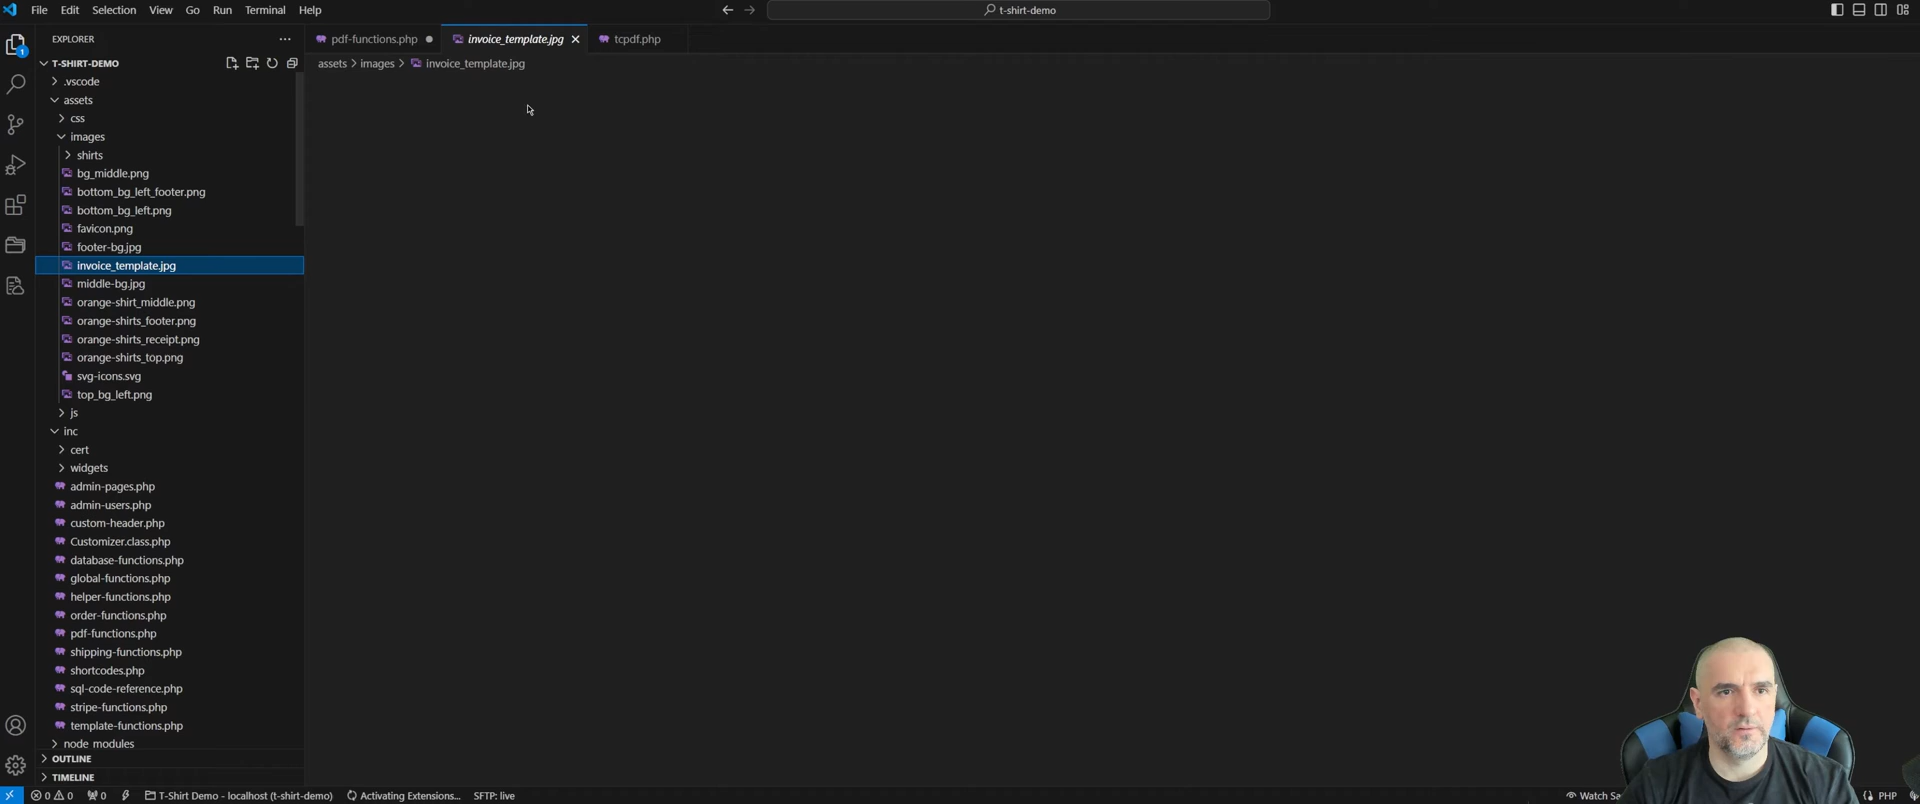 File Edit Selection View Go Run Terminal Help
t-shirt-demo
EXPLORER
pdf-functions.php
invoice_template.jpg
tcpdf.php
T-SHIRT-DEMO
assets > images > invoice_template.jpg
.vscode
assets
css
images
shirts
bg_middle.png
bottom_bg_left_footer.png
bottom_bg_left.png
favicon.png
footer-bg.jpg
invoice_template.jpg
middle-bg.jpg
orange-shirt_middle.png
orange-shirts_footer.png
orange-shirts_receipt.png
orange-shirts_top.png
svg-icons.svg
top_bg_left.png
js
inc
cert
widgets
admin-pages.php
admin-users.php
custom-header.php
Customizer.class.php
database-functions.php
global-functions.php
helper-functions.php
order-functions.php
pdf-functions.php
shipping-functions.php
shortcodes.php
sql-code-reference.php
stripe-functions.php
template-functions.php
node_modules
OUTLINE
TIMELINE
0 0 0 T-Shirt Demo - localhost (t-shirt-demo) Activating Extensions... SFTP: live Watch Sa PHP
1